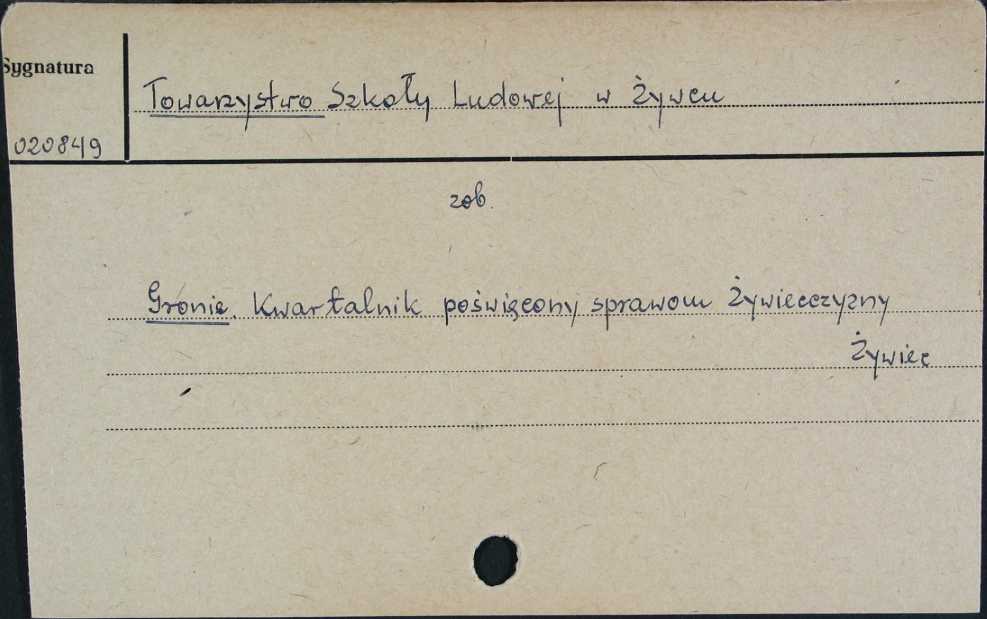 Sygnatura
Towarzystwo Szkoły Ludowej w Żywcu
020849
zob.
Gronie. Kwartalnik poświęcony sprawom Żywiecczyzny
Żywiec